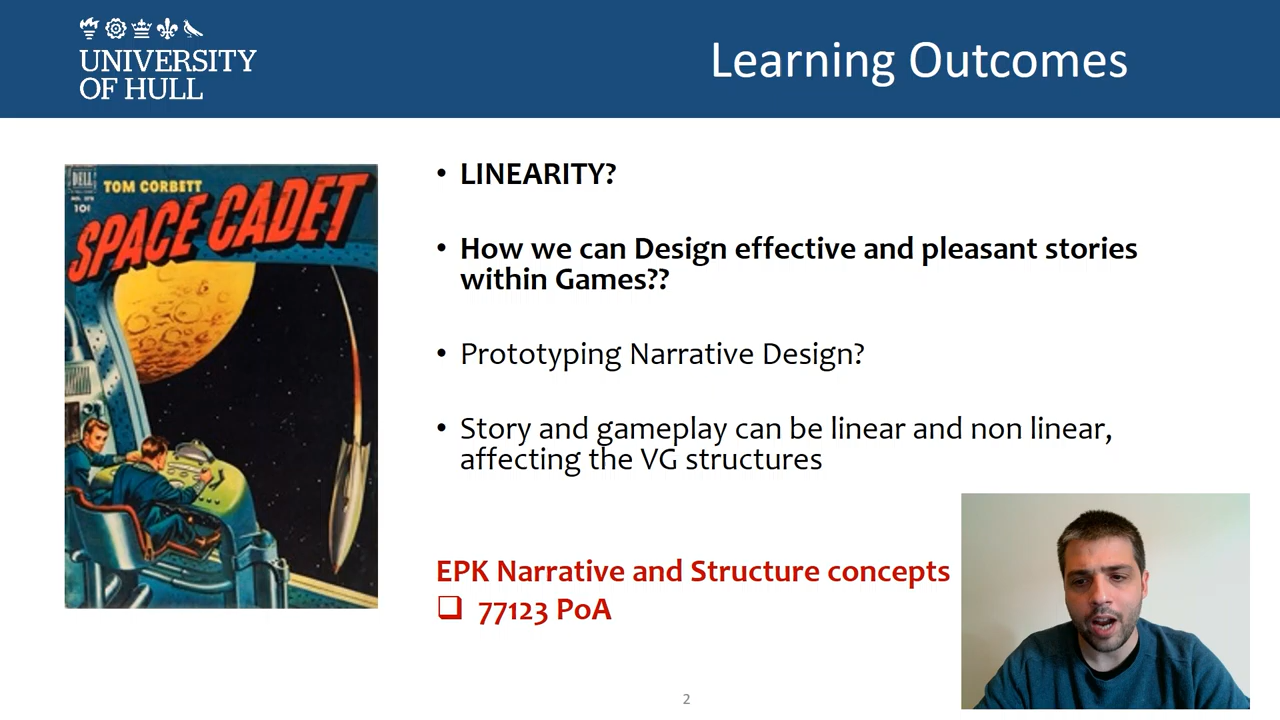 UNIVERSITY
OF HULL
Learning Outcomes
DELL
TOM CORBETT
10¢
SPACE CADET
• LINEARITY?
• How we can Design effective and pleasant stories
within Games??
• Prototyping Narrative Design?
• Story and gameplay can be linear and non linear,
affecting the VG structures
EPK Narrative and Structure concepts
❑ 77123 PoA
2